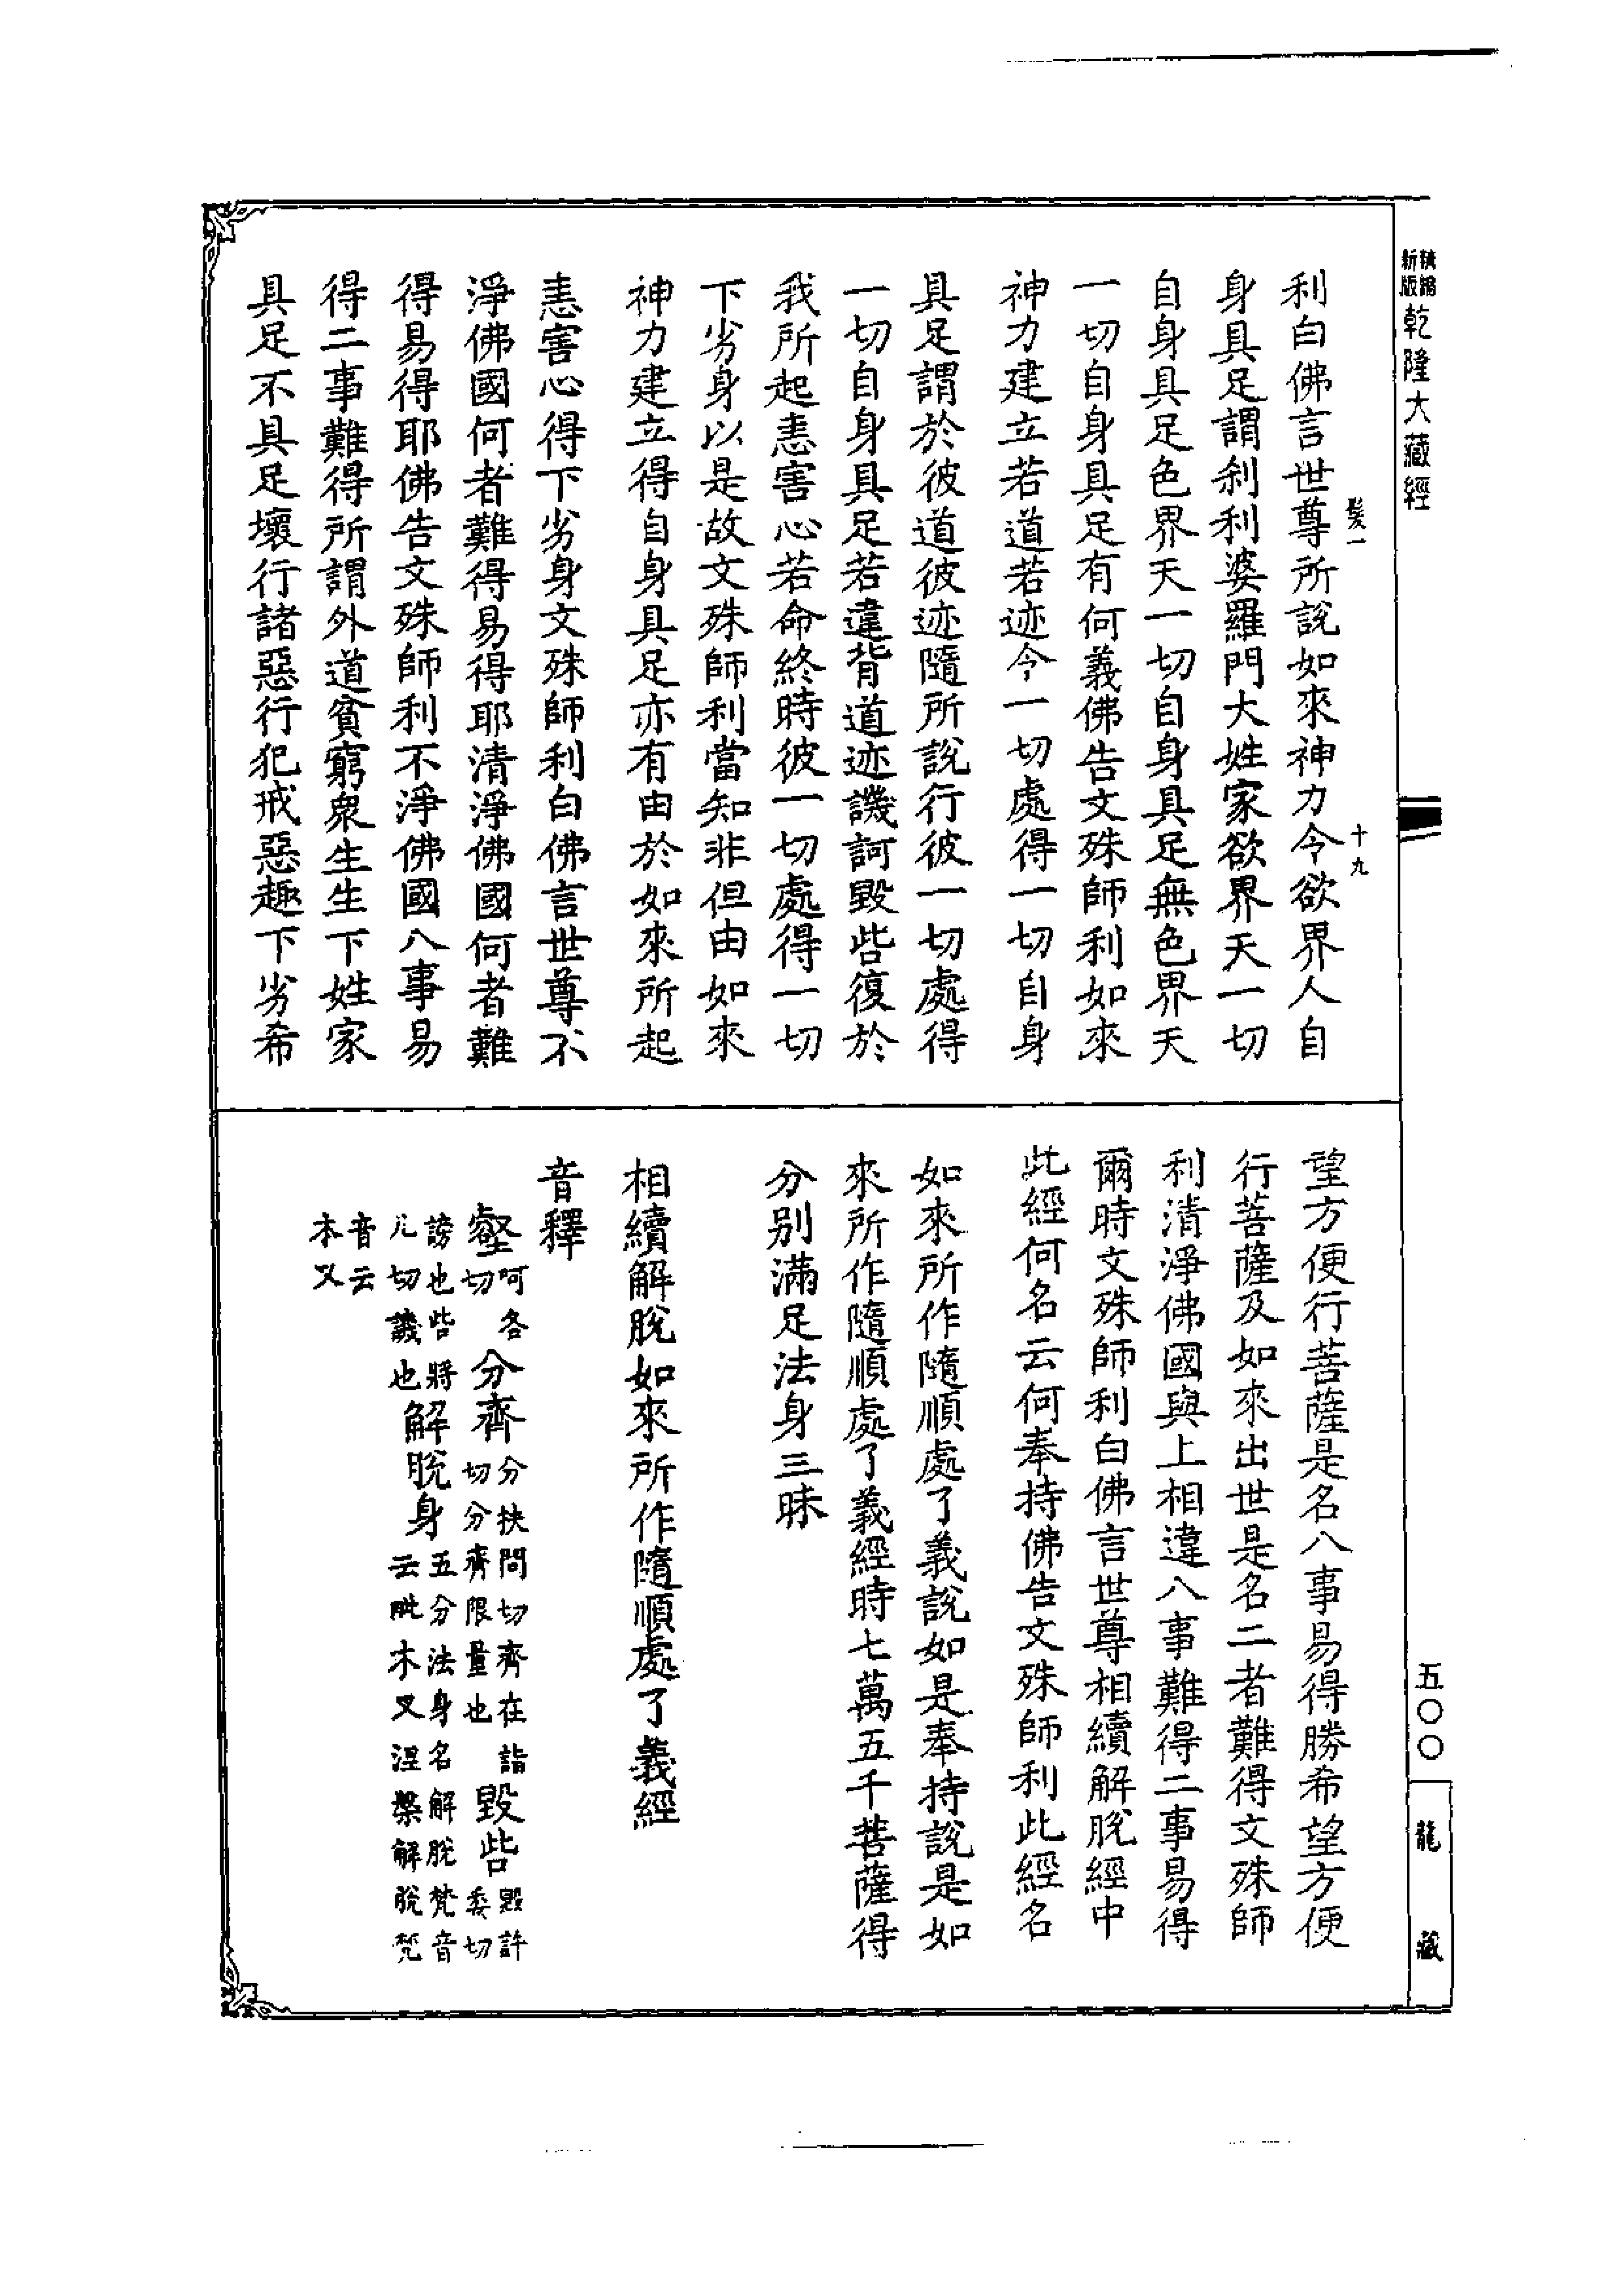 新版精縮乾隆大藏經
髮一
十九
利白佛言世尊所說如來神力令欲界人自
身具足謂刹利婆羅門大姓家欲界天一切
自身具足色界天一切自身具足無色界天
一切自身具足有何義佛告文殊師利如來
神力建立若道若迹令一切處得一切自身
具足謂於彼道彼迹隨所說行彼一切處得
一切自身具足若違背道迹譏訶毀呰復於
我所起恚害心若命終時彼一切處得一切
下劣身以是故文殊師利當知非但由如來
神力建立得自身具足亦有由於如來所起
恚害心得下劣身文殊師利白佛言世尊不
淨佛國何者難得易得耶清淨佛國何者難
得易得耶佛告文殊師利不淨佛國八事易
得二事難得所謂外道貧窮衆生生下姓家
具足不具足壞行諸惡行犯戒惡趣下劣希
望方便行菩薩是名八事易得勝希望方便
行菩薩及如來出世是名二者難得文殊師
利清淨佛國與上相違八事難得二事易得
爾時文殊師利白佛言世尊相續解脫經中
此經何名云何奉持佛告文殊師利此經名
如來所作隨順處了義說如是奉持說是如
來所作隨順處了義經時七萬五千菩薩得
分別滿足法身三昧
相續解脫如來所作隨順處了義經
音釋
壑呵各切分齊分扶問切齊在詣切分齊限量也毀呰毀許委切
謗也呰將几切譏也解脫身五分法身名解脫梵音云毗木叉涅槃解脫梵
音云木叉
五〇〇
龍藏